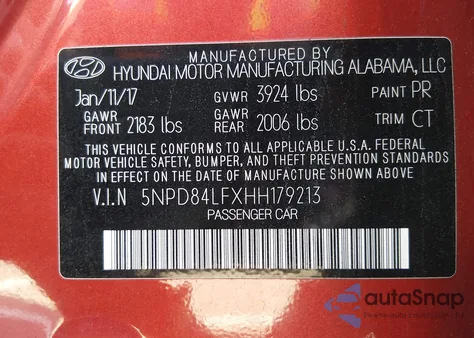 MANUFACTURED BY
HYUNDAI MOTOR MANUFACTURING ALABAMA, LLC
Jan/11/17 GVWR 3924 lbs PAINT PR
GAWR FRONT 2183 lbs GAWR REAR 2006 lbs TRIM CT
THIS VEHICLE CONFORMS TO ALL APPLICABLE U.S.A. FEDERAL
MOTOR VEHICLE SAFETY, BUMPER, AND THEFT PREVENTION STANDARDS
IN EFFECT ON THE DATE OF MANUFACTURE SHOWN ABOVE.
V.I.N 5NPD84LFXHH179213
PASSENGER CAR
autoSnap